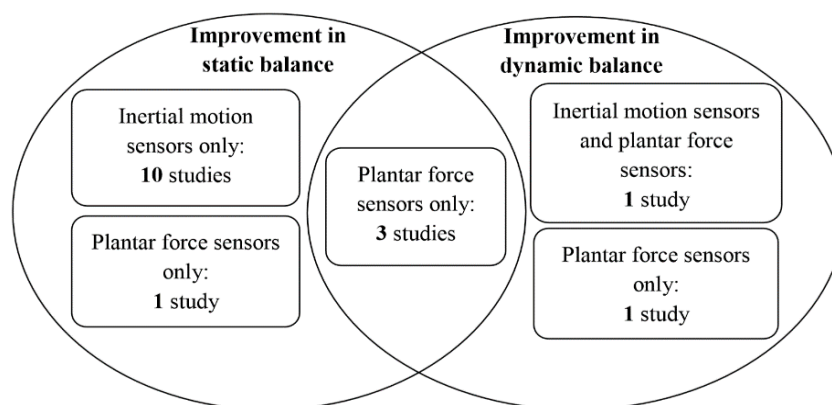 Improvement in
static balance
Inertial motion
sensors only:
10 studies
Plantar force sensors
only:
1 study
Plantar force
sensors only:
3 studies
Improvement in
dynamic balance
Inertial motion sensors
and plantar force
sensors:
1 study
Plantar force sensors
only:
1 study